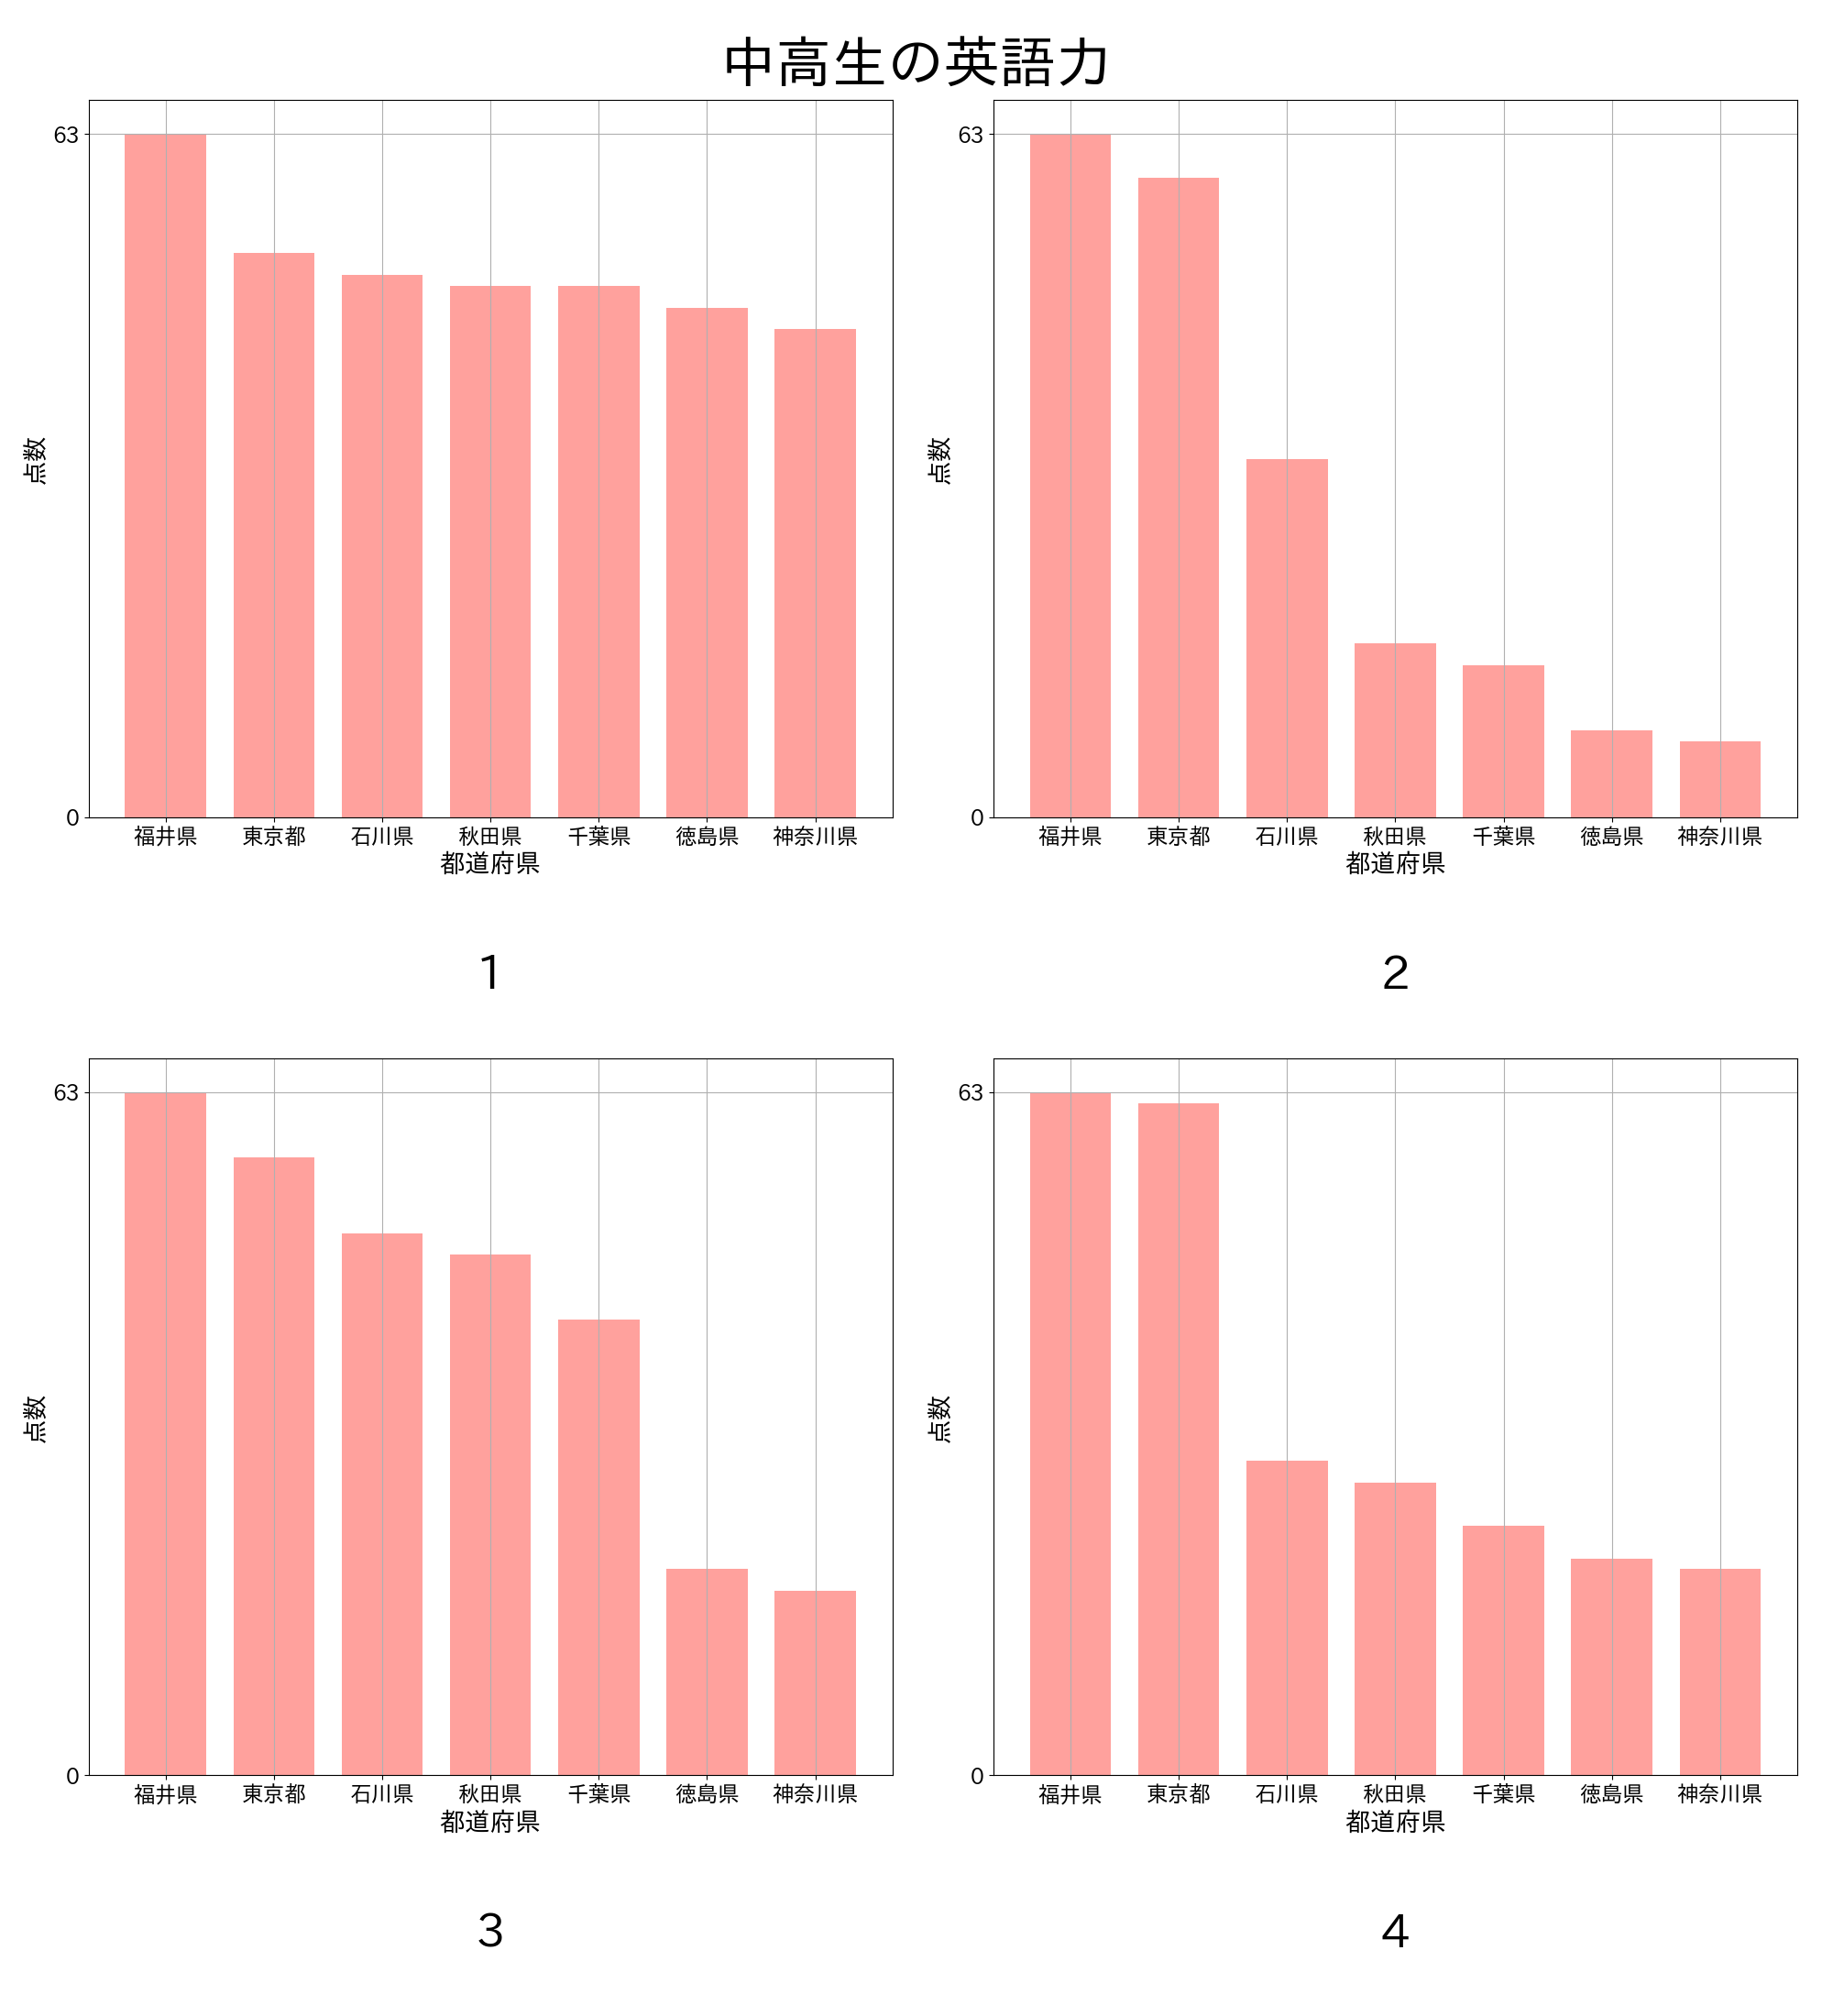 中高生の英語力
63
0
点数
福井県 東京都 石川県 秋田県 千葉県 徳島県 神奈川県
都道府県
1
63
0
点数
福井県 東京都 石川県 秋田県 千葉県 徳島県 神奈川県
都道府県
2
63
0
点数
福井県 東京都 石川県 秋田県 千葉県 徳島県 神奈川県
都道府県
3
63
0
点数
福井県 東京都 石川県 秋田県 千葉県 徳島県 神奈川県
都道府県
4